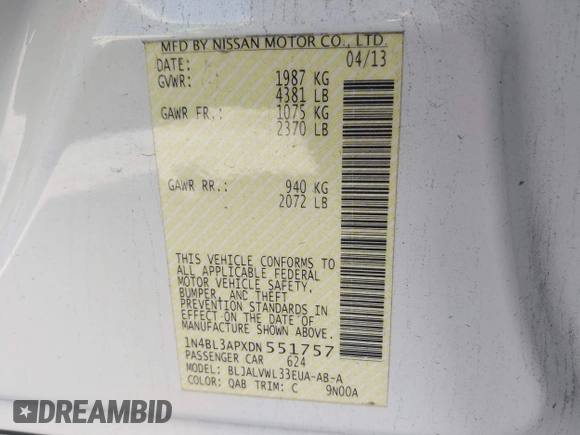 MFD BY NISSAN MOTOR CO., LTD.
DATE: 04/13
GVWR: 1987 KG
4381 LB
GAWR FR.: 1075 KG
2370 LB
GAWR RR.: 940 KG
2072 LB
THIS VEHICLE CONFORMS TO
ALL APPLICABLE FEDERAL
MOTOR VEHICLE SAFETY,
BUMPER, AND THEFT
PREVENTION STANDARDS IN
EFFECT ON THE DATE OF
MANUFACTURE SHOWN ABOVE.
1N4BL3APXDN551757
PASSENGER CAR 624
MODEL: BLJALVWL33EUA-AB-A
COLOR: QAB TRIM: C 9N00A
RIDESAFELY